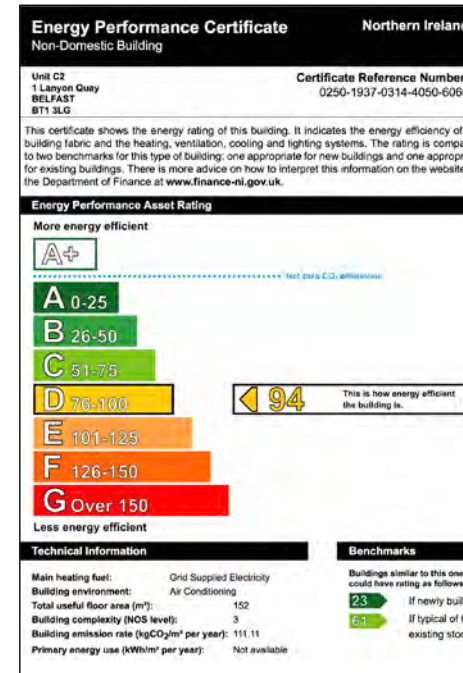 Energy Performance Certificate
Northern Ireland
Non-Domestic Building
Unit C2
1 Lanyon Quay
BELFAST
BT1 3LG
Certificate Reference Number
0250-1937-0314-4050-606
This certificate shows the energy rating of this building. It indicates the energy efficiency of
building fabric and the heating, ventilation, cooling and lighting systems. The rating is compa
to two benchmarks for this type of building: one appropriate for new buildings and one appropr
for existing buildings. There is more advice on how to interpret this information on the website
the Department of Finance at www.finance-ni.gov.uk.
Energy Performance Asset Rating
More energy efficient
A+
Net zero CO₂ emissions
A 0-25
B 26-50
C 51-75
D 76-100
94
This is how energy efficient
the building is.
E 101-125
F 126-150
G Over 150
Less energy efficient
Technical Information
Main heating fuel: Grid Supplied Electricity
Building environment: Air Conditioning
Total useful floor area (m²): 152
Building complexity (NOS level): 3
Building emission rate (kgCO₂/m² per year): 111.11
Primary energy use (kWh/m² per year): Not available
Benchmarks
Buildings similar to this one
could have rating as follows
23 If newly buil
61 If typical of t
existing stoc